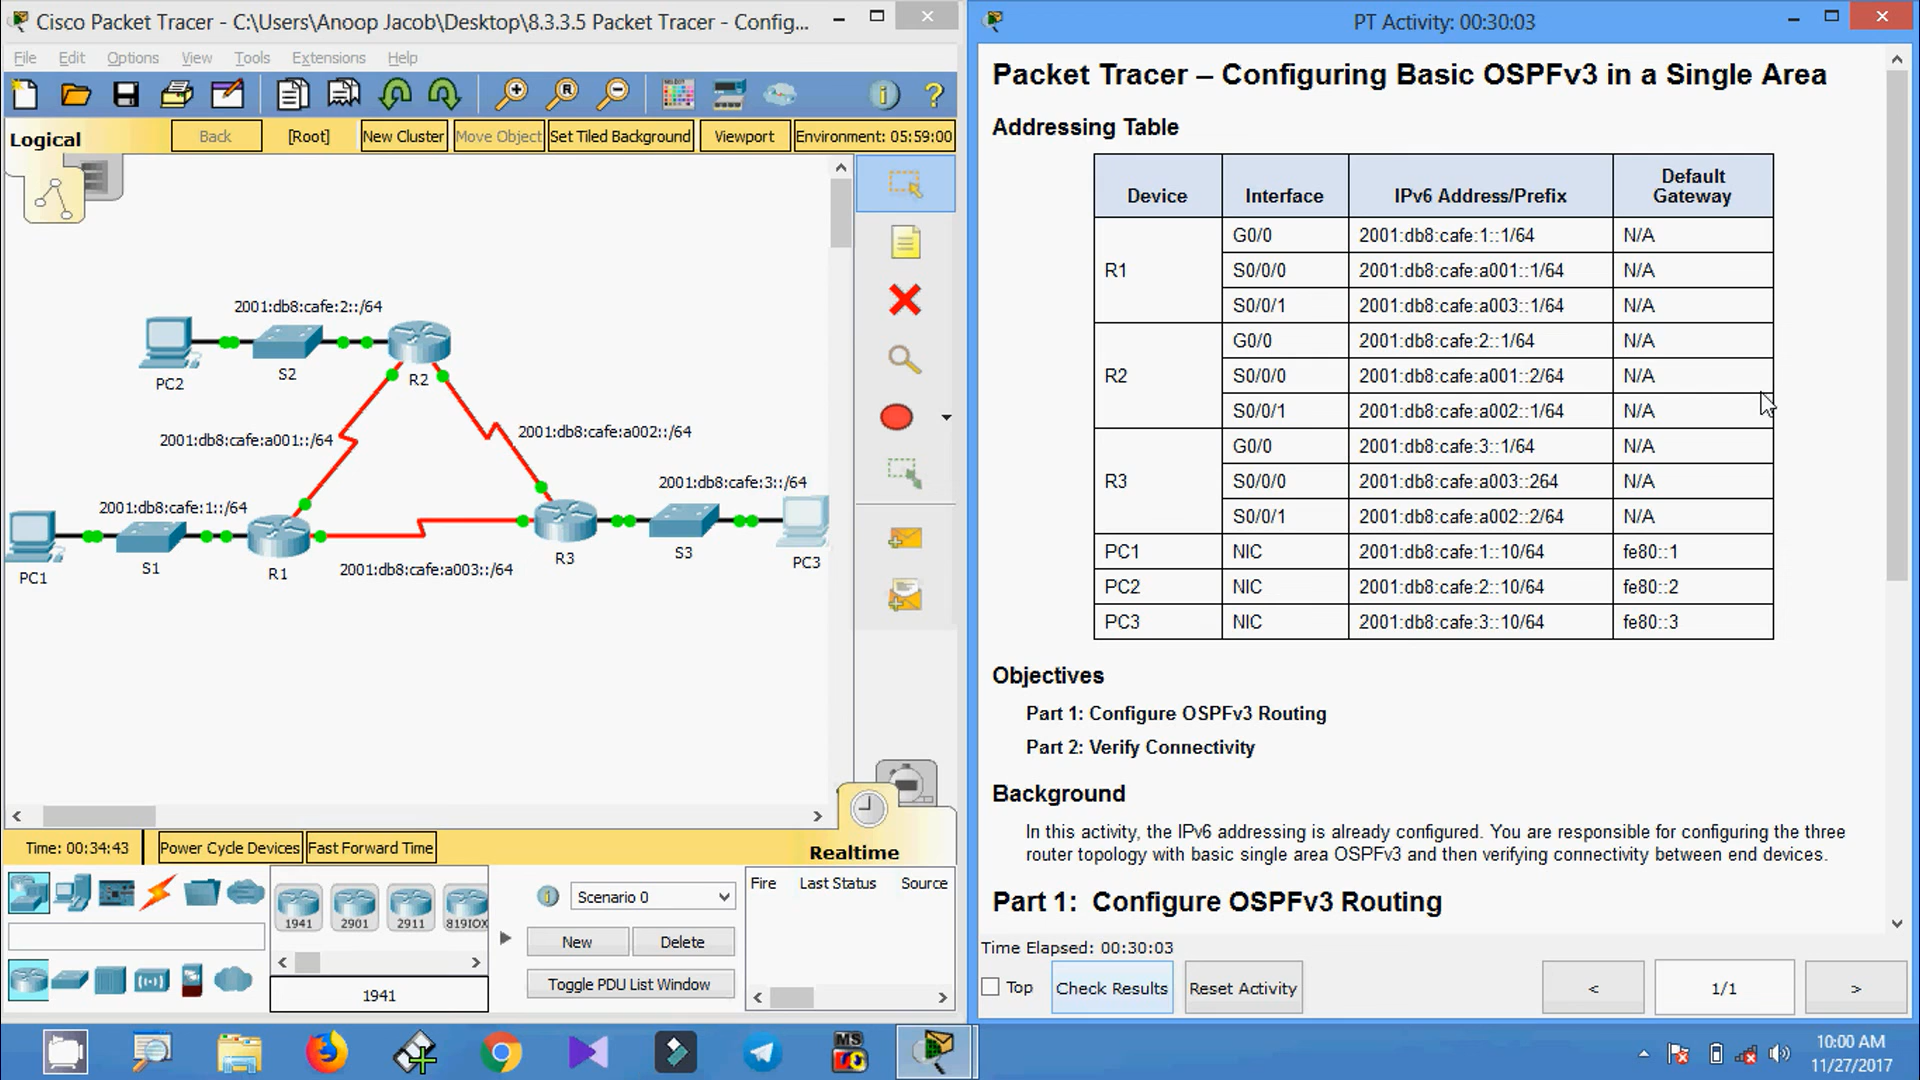 Cisco Packet Tracer - C:\Users\Anoop Jacob\Desktop\8.3.3.5 Packet Tracer - Config...
File Edit Options View Tools Extensions Help
Logical
Back
[Root]
New Cluster
Move Object
Set Tiled Background
Viewport
Environment: 05:59:00
2001:db8:cafe:2::/64
PC2
S2
R2
2001:db8:cafe:a001::/64
2001:db8:cafe:a002::/64
2001:db8:cafe:3::/64
2001:db8:cafe:1::/64
PC1
S1
R1
R3
S3
PC3
2001:db8:cafe:a003::/64
Time: 00:34:43
Power Cycle Devices
Fast Forward Time
Realtime
1941
2901
2911
819IOX
1941
Scenario 0
New
Delete
Toggle PDU List Window
Fire Last Status Source
PT Activity: 00:30:03
Packet Tracer – Configuring Basic OSPFv3 in a Single Area
Addressing Table
Device Interface IPv6 Address/Prefix Default Gateway
R1 G0/0 2001:db8:cafe:1::1/64 N/A
S0/0/0 2001:db8:cafe:a001::1/64 N/A
S0/0/1 2001:db8:cafe:a003::1/64 N/A
R2 G0/0 2001:db8:cafe:2::1/64 N/A
S0/0/0 2001:db8:cafe:a001::2/64 N/A
S0/0/1 2001:db8:cafe:a002::1/64 N/A
R3 G0/0 2001:db8:cafe:3::1/64 N/A
S0/0/0 2001:db8:cafe:a003::264 N/A
S0/0/1 2001:db8:cafe:a002::2/64 N/A
PC1 NIC 2001:db8:cafe:1::10/64 fe80::1
PC2 NIC 2001:db8:cafe:2::10/64 fe80::2
PC3 NIC 2001:db8:cafe:3::10/64 fe80::3
Objectives
Part 1: Configure OSPFv3 Routing
Part 2: Verify Connectivity
Background
In this activity, the IPv6 addressing is already configured. You are responsible for configuring the three
router topology with basic single area OSPFv3 and then verifying connectivity between end devices.
Part 1: Configure OSPFv3 Routing
Time Elapsed: 00:30:03
Top
Check Results
Reset Activity
<
1/1
>
MS
10:00 AM
11/27/2017